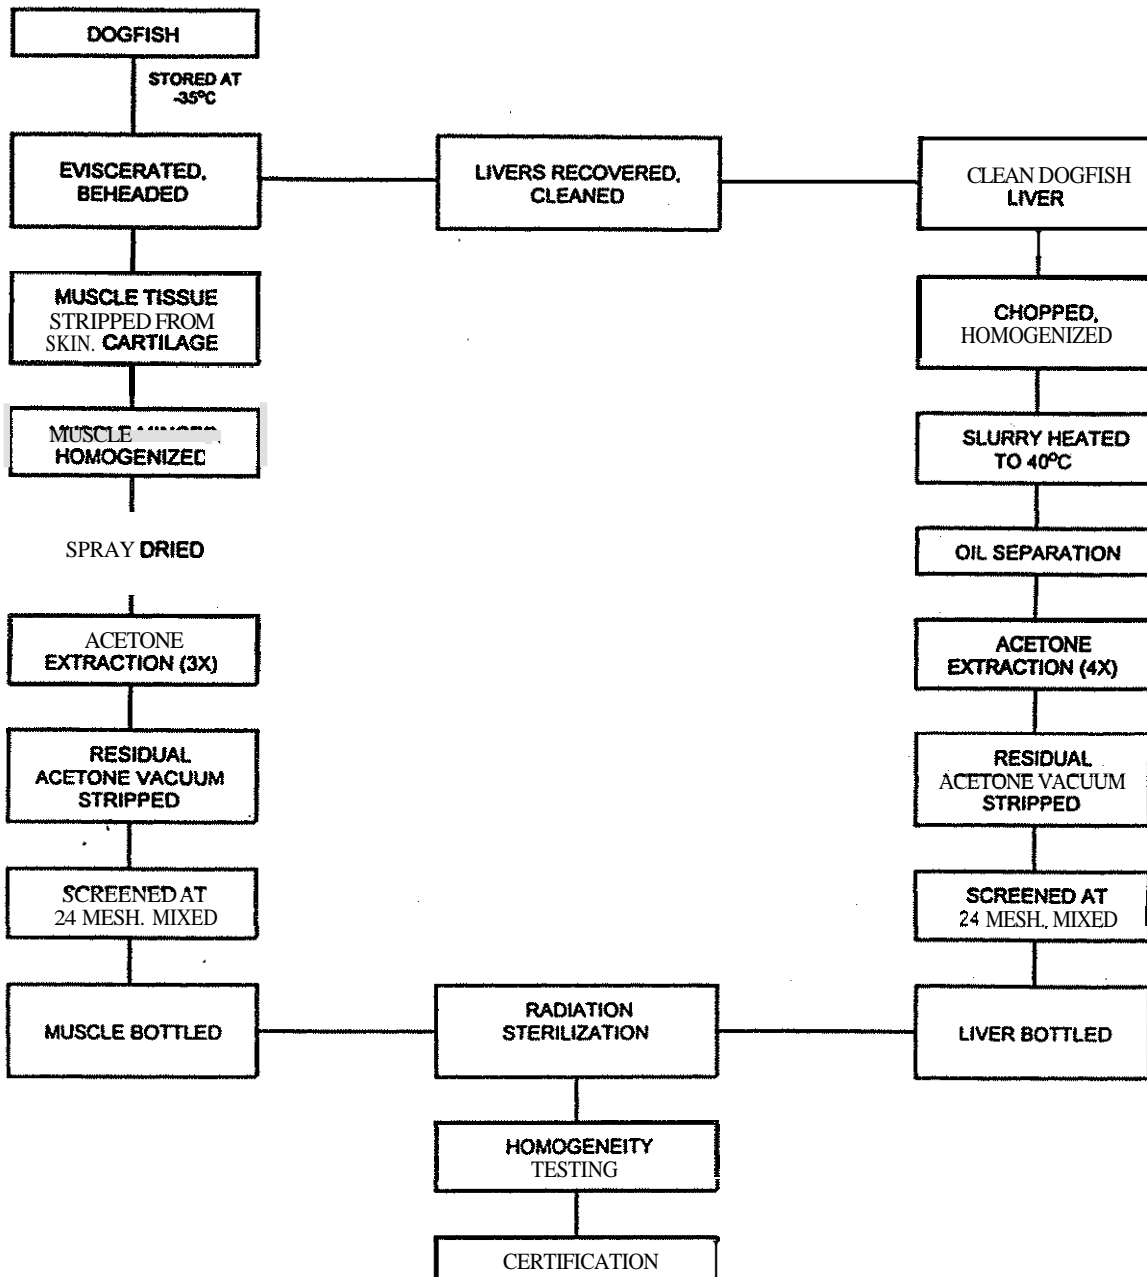 DOGFISH
STORED AT
-35°C
EVISCERATED,
BEHEADED
LIVERS RECOVERED,
CLEANED
CLEAN DOGFISH
LIVER
MUSCLE TISSUE
STRIPPED FROM
SKIN. CARTILAGE
CHOPPED,
HOMOGENIZED
MUSCLE
HOMOGENIZED
SLURRY HEATED
TO 40°C
SPRAY DRIED
OIL SEPARATION
ACETONE
EXTRACTION (3X)
ACETONE
EXTRACTION (4X)
RESIDUAL
ACETONE VACUUM
STRIPPED
RESIDUAL
ACETONE VACUUM
STRIPPED
SCREENED AT
24 MESH. MIXED
SCREENED AT
24 MESH., MIXED
MUSCLE BOTTLED
RADIATION
STERILIZATION
LIVER BOTTLED
HOMOGENEITY
TESTING
CERTIFICATION